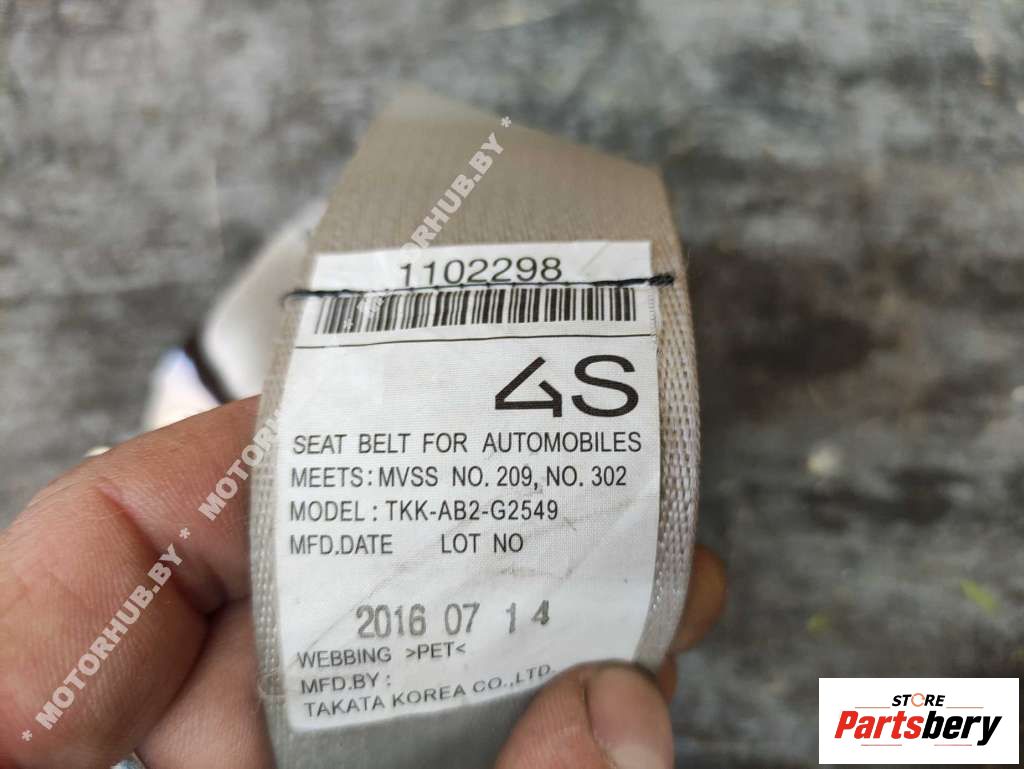 1102298
4S
SEAT BELT FOR AUTOMOBILES
MEETS: MVSS NO. 209, NO. 302
MODEL : TKK-AB2-G2549
MFD.DATE LOT NO
2016 07 14
WEBBING >PET<
MFD.BY :
TAKATA KOREA CO.,LTD.
* MOTORHUB.BY * MOTORHUB.BY *
* MOTORHUB.BY *
STORE
Partsbery